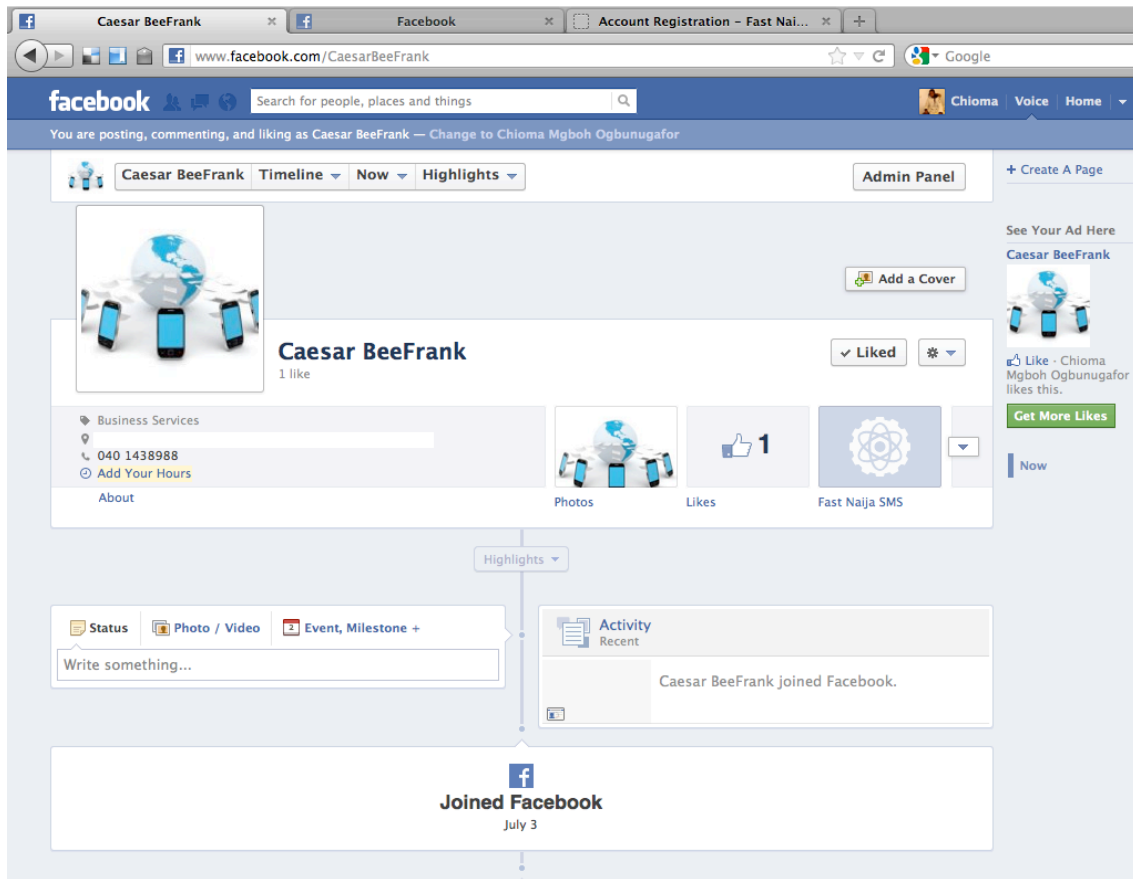 Caesar BeeFrank
Facebook
Account Registration – Fast Nai...
www.facebook.com/CaesarBeeFrank
Google
facebook
Search for people, places and things
Chioma Voice Home
You are posting, commenting, and liking as Caesar BeeFrank — Change to Chioma Mgboh Ogbunugafor
Caesar BeeFrank Timeline Now Highlights
Admin Panel
+ Create A Page
See Your Ad Here
Caesar BeeFrank
Add a Cover
Caesar BeeFrank
1 like
Liked
Like · Chioma
Mgboh Ogbunugafor
likes this.
Get More Likes
Now
Business Services
040 1438988
Add Your Hours
About
1
Photos
Likes
Fast Naija SMS
Highlights
Status
Photo / Video
2
Event, Milestone +
Write something...
Activity
Recent
Caesar BeeFrank joined Facebook.
Joined Facebook
July 3